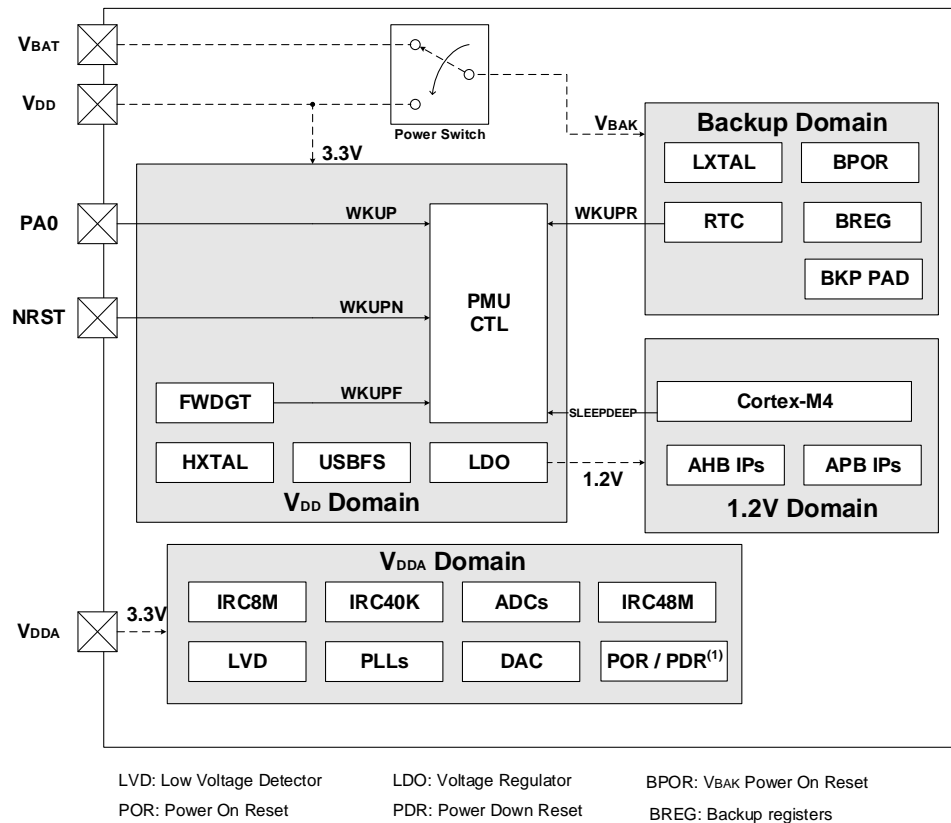 VBAT
VDD
Power Switch
3.3V
VBAK
Backup Domain
LXTAL
BPOR
RTC
BREG
BKP PAD
PA0
WKUP
WKUPR
NRST
WKUPN
PMU
CTL
FWDGT
WKUPF
SLEEPDEEP
Cortex-M4
HXTAL
USBFS
LDO
1.2V
AHB IPs
APB IPs
VDD Domain
1.2V Domain
VDDA Domain
VDDA
3.3V
IRC8M
IRC40K
ADCs
IRC48M
LVD
PLLs
DAC
POR / PDR(1)
LVD: Low Voltage Detector
LDO: Voltage Regulator
BPOR: VBAK Power On Reset
POR: Power On Reset
PDR: Power Down Reset
BREG: Backup registers